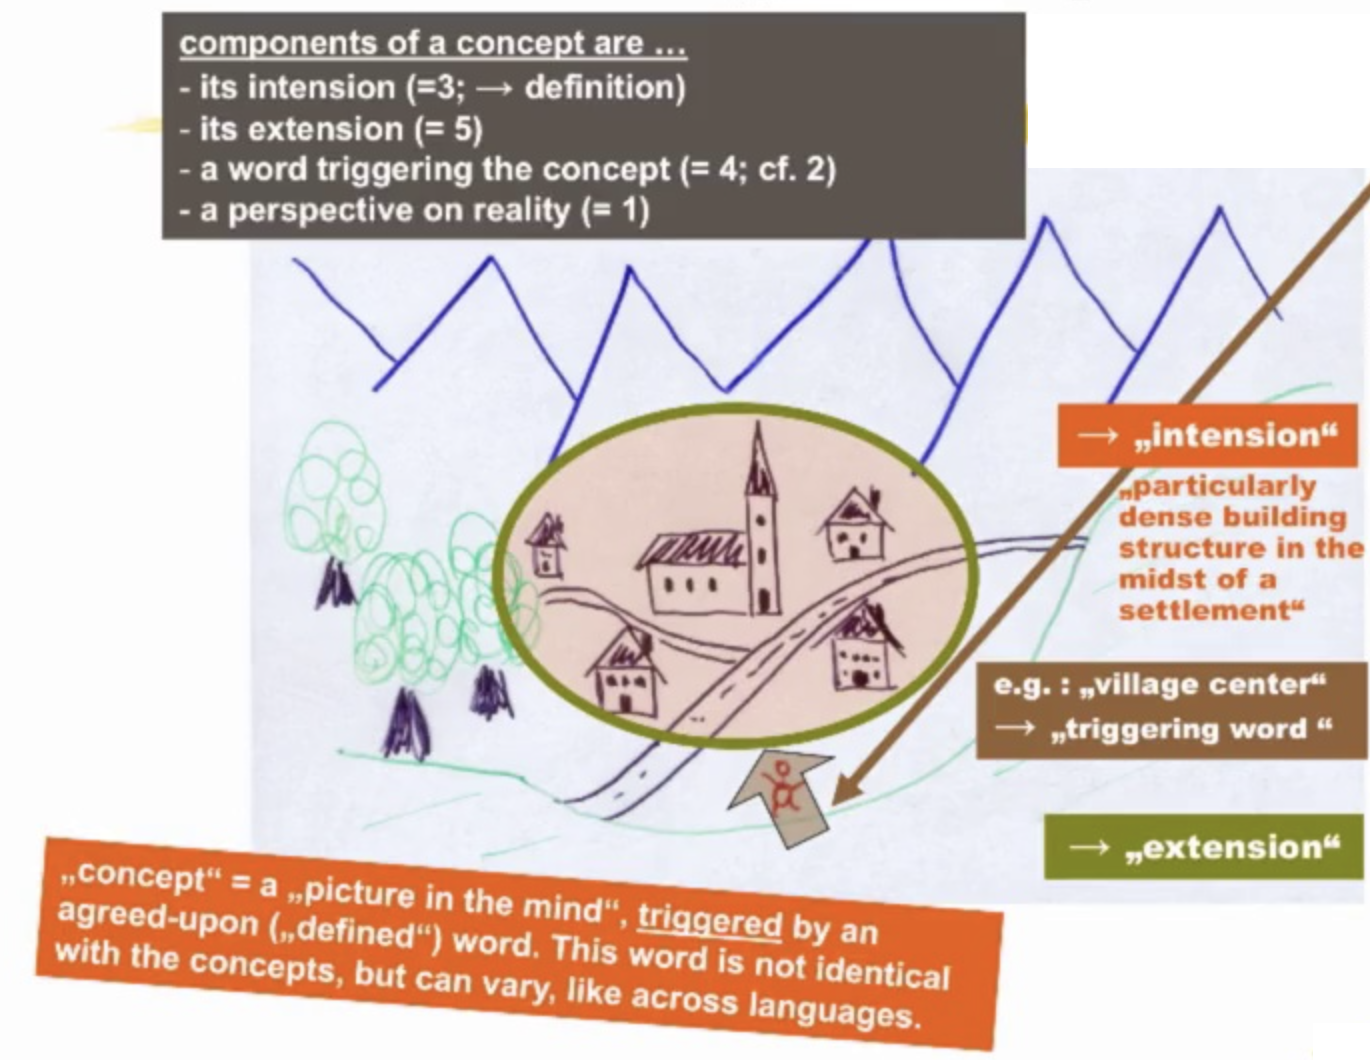 components of a concept are ...
- its intension (=3; → definition)
- its extension (= 5)
- a word triggering the concept (= 4; cf. 2)
- a perspective on reality (= 1)
→ „intension“
„particularly
dense building
structure in the
midst of a
settlement“
e.g. : „village center“
→ „triggering word “
→ „extension“
„concept“ = a „picture in the mind“, triggered by an
agreed-upon („defined“) word. This word is not identical
with the concepts, but can vary, like across languages.